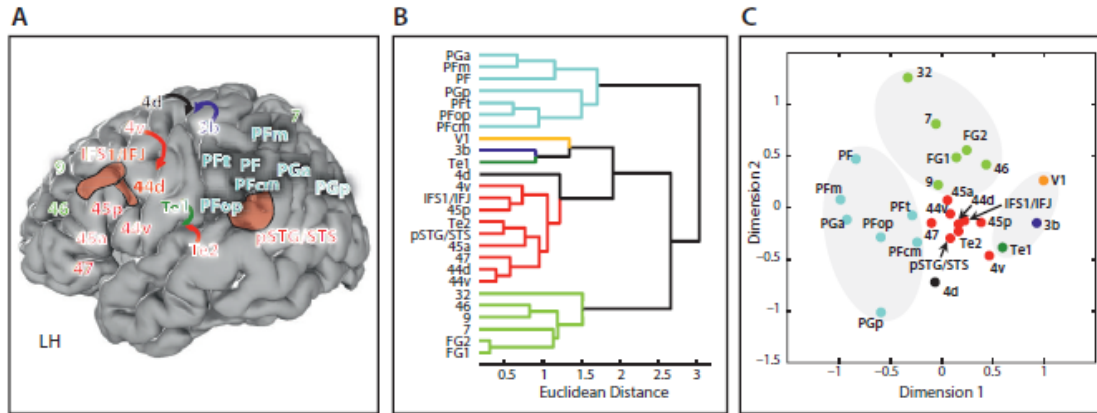 A
4d
3b
7
4v
PFm
9
IFS1/IFJ
PFt
PF
PGa
44d
PFcm
PGp
46
45p
Te1
PFop
44v
pSTG/STS
45a
Te2
47
LH
B
PGa
PFm
PF
PGp
PFt
PFop
PFcm
V1
3b
Te1
4d
4v
IFS1/IFJ
45p
Te2
pSTG/STS
45a
47
44d
44v
32
46
9
7
FG2
FG1
0.5 1 1.5 2 2.5 3
Euclidean Distance
C
Dimension 2
1
0.5
0
−0.5
−1
−1.5
32
7
FG2
PF
FG1
46
9
PFm
45a
V1
PFt
44d
IFS1/IFJ
44v
PGa
PFop
45p
3b
47
Te2
Te1
PFcm
pSTG/STS
4v
4d
PGp
−1 −0.5 0 0.5 1
Dimension 1